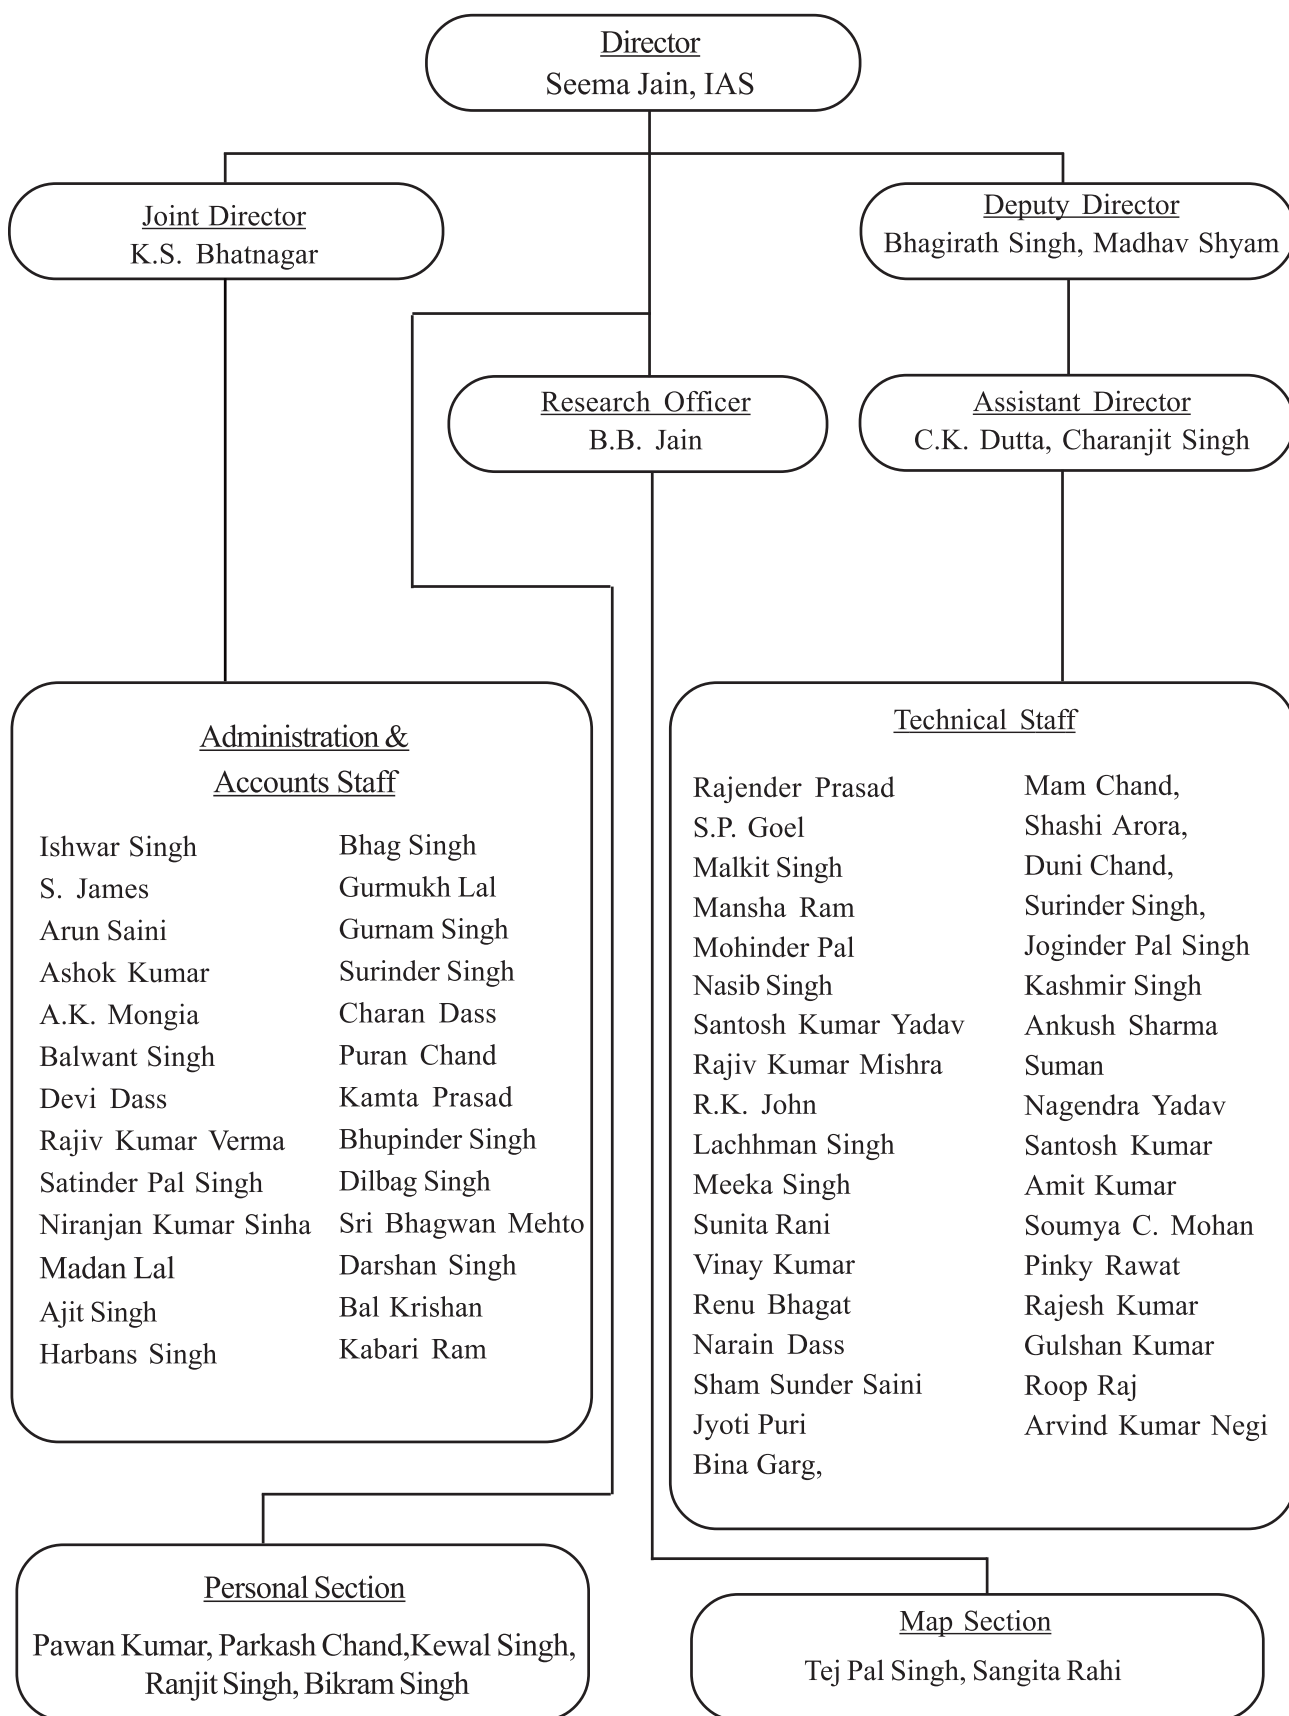 Director
Seema Jain, IAS
Joint Director
K.S. Bhatnagar
Deputy Director
Bhagirath Singh, Madhav Shyam
Research Officer
B.B. Jain
Assistant Director
C.K. Dutta, Charanjit Singh
Administration &
Accounts Staff
Ishwar Singh
S. James
Arun Saini
Ashok Kumar
A.K. Mongia
Balwant Singh
Devi Dass
Rajiv Kumar Verma
Satinder Pal Singh
Niranjan Kumar Sinha
Madan Lal
Ajit Singh
Harbans Singh
Bhag Singh
Gurmukh Lal
Gurnam Singh
Surinder Singh
Charan Dass
Puran Chand
Kamta Prasad
Bhupinder Singh
Dilbag Singh
Sri Bhagwan Mehto
Darshan Singh
Bal Krishan
Kabari Ram
Technical Staff
Rajender Prasad
S.P. Goel
Malkit Singh
Mansha Ram
Mohinder Pal
Nasib Singh
Santosh Kumar Yadav
Rajiv Kumar Mishra
R.K. John
Lachhman Singh
Meeka Singh
Sunita Rani
Vinay Kumar
Renu Bhagat
Narain Dass
Sham Sunder Saini
Jyoti Puri
Bina Garg,
Mam Chand,
Shashi Arora,
Duni Chand,
Surinder Singh,
Joginder Pal Singh
Kashmir Singh
Ankush Sharma
Suman
Nagendra Yadav
Santosh Kumar
Amit Kumar
Soumya C. Mohan
Pinky Rawat
Rajesh Kumar
Gulshan Kumar
Roop Raj
Arvind Kumar Negi
Personal Section
Pawan Kumar, Parkash Chand,Kewal Singh,
Ranjit Singh, Bikram Singh
Map Section
Tej Pal Singh, Sangita Rahi